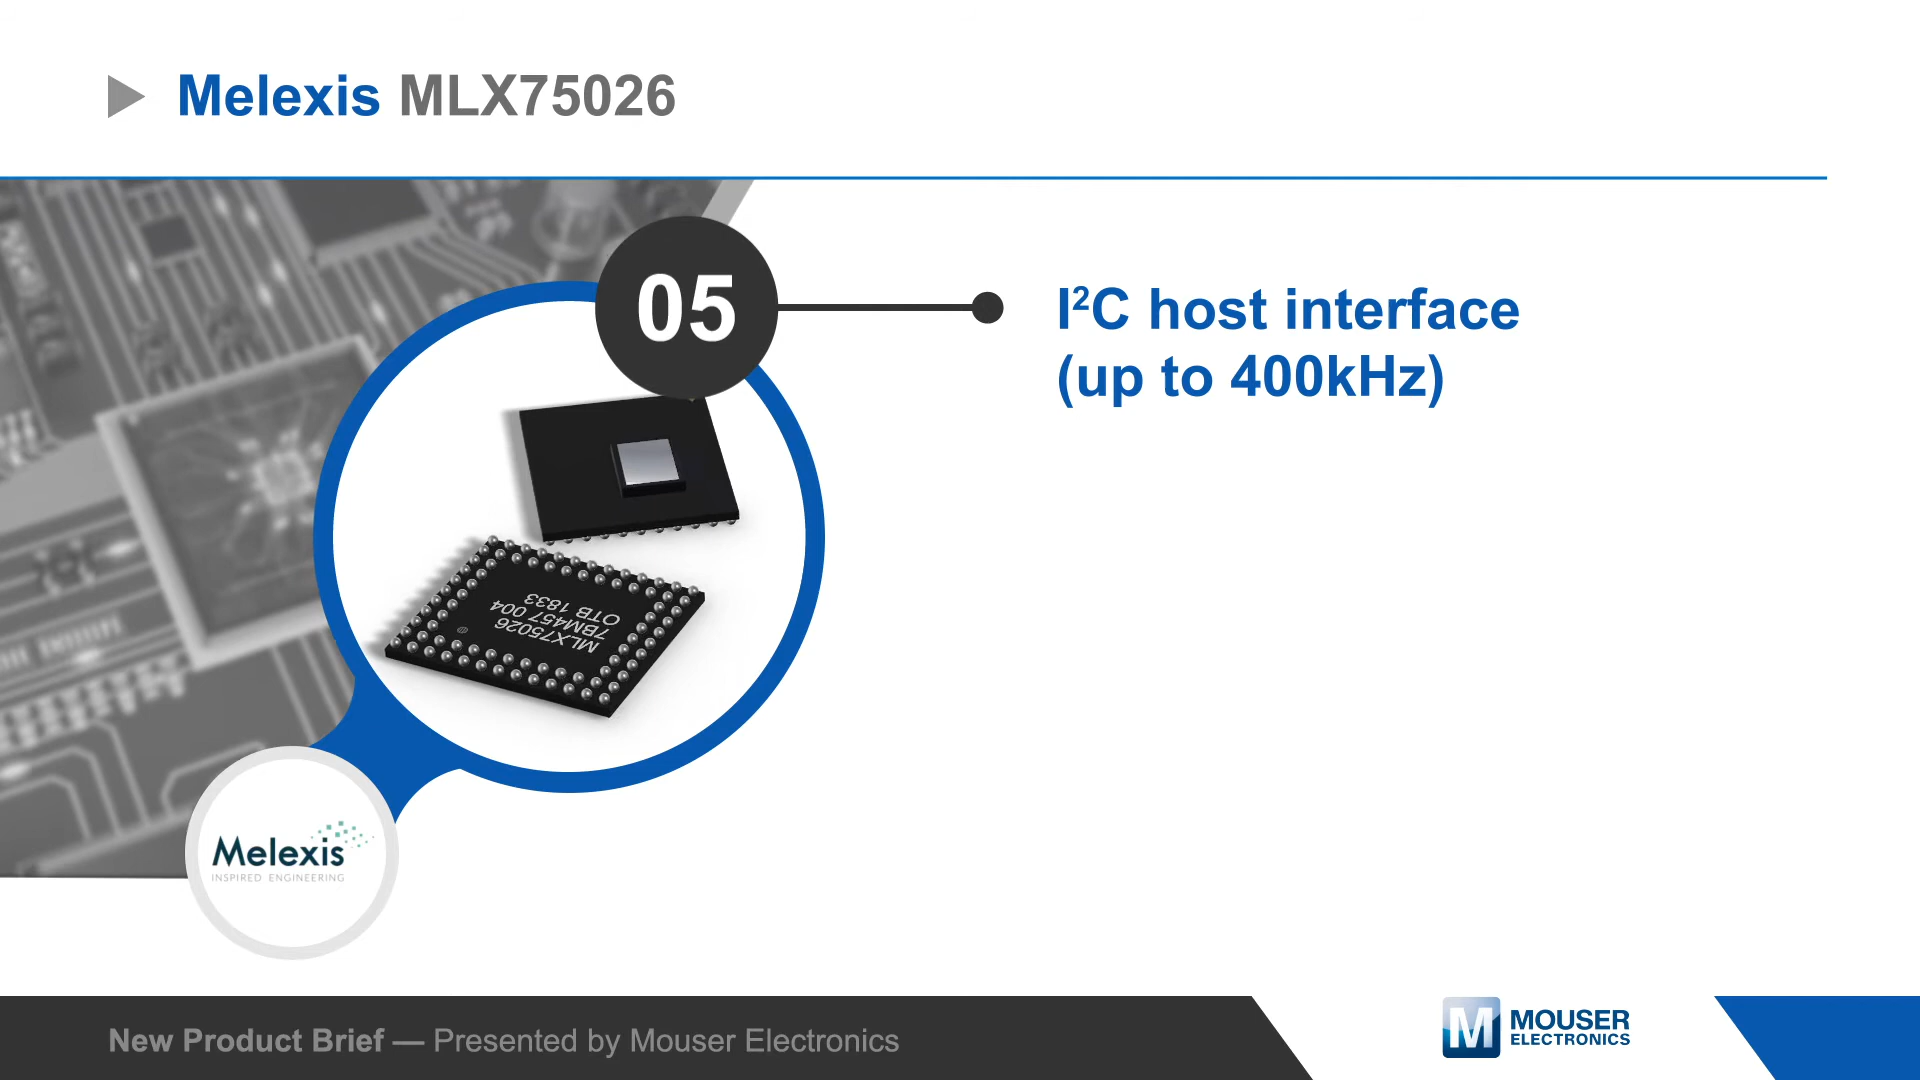 Melexis MLX75026
05
I²C host interface
(up to 400kHz)
MLX75026
7BM457 004
OTB 1833
Melexis
INSPIRED ENGINEERING
New Product Brief — Presented by Mouser Electronics
M
MOUSER
ELECTRONICS